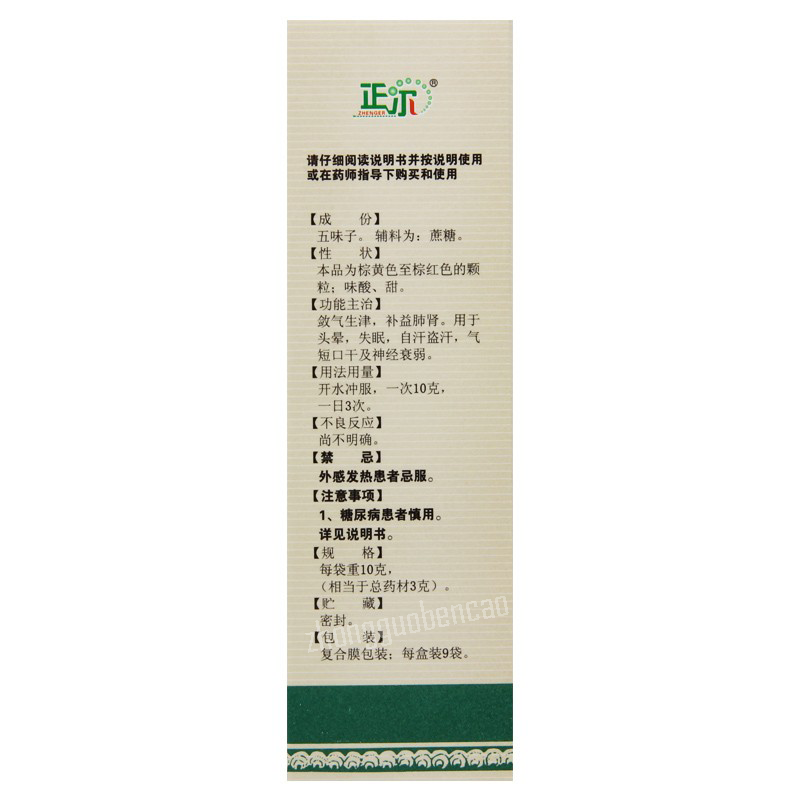 正尔®
ZHENGER
请仔细阅读说明书并按说明使用
或在药师指导下购买和使用
【成　份】
五味子。辅料为：蔗糖。
【性　状】
本品为棕黄色至棕红色的颗
粒；味酸、甜。
【功能主治】
敛气生津，补益肺肾。用于
头晕，失眠，自汗盗汗，气
短口干及神经衰弱。
【用法用量】
开水冲服，一次10克，
一日3次。
【不良反应】
尚不明确。
【禁　忌】
外感发热患者忌服。
【注意事项】
1、糖尿病患者慎用。
详见说明书。
【规　格】
每袋重10克，
（相当于总药材3克）。
【贮　藏】
密封。
zhongguobencao
【包　装】
复合膜包装；每盒装9袋。